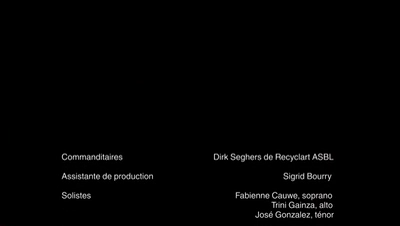 Commanditaires Dirk Seghers de Recyclart ASBL
Assistante de production Sigrid Bourry
Solistes Fabienne Cauwe, soprano
Trini Gainza, alto
José Gonzalez, ténor